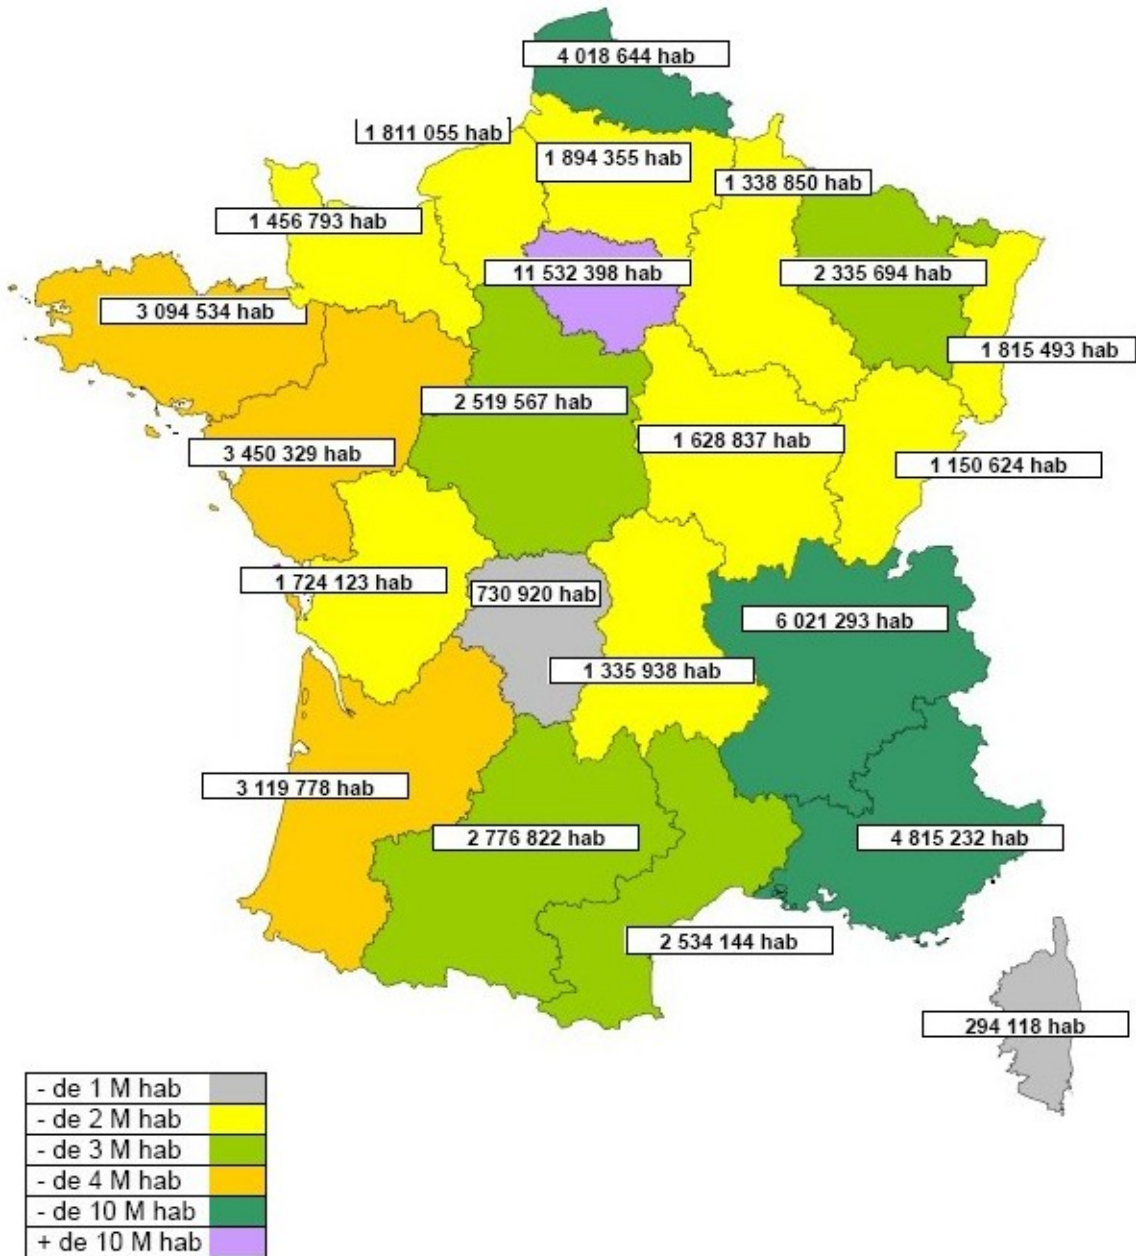 4 018 644 hab
1 811 055 hab
1 894 355 hab
1 338 850 hab
1 456 793 hab
11 532 398 hab
2 335 694 hab
3 094 534 hab
1 815 493 hab
2 519 567 hab
3 450 329 hab
1 628 837 hab
1 150 624 hab
1 724 123 hab
730 920 hab
6 021 293 hab
1 335 938 hab
3 119 778 hab
2 776 822 hab
4 815 232 hab
2 534 144 hab
294 118 hab
- de 1 M hab
- de 2 M hab
- de 3 M hab
- de 4 M hab
- de 10 M hab
+ de 10 M hab